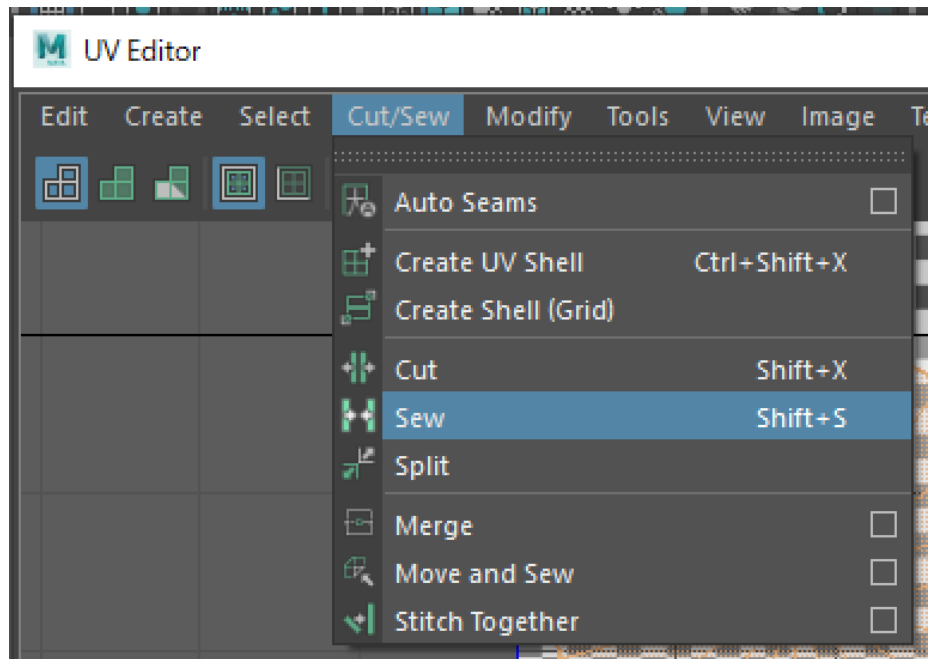 UV Editor
Edit Create Select Cut/Sew Modify Tools View Image
Auto Seams
Create UV Shell Ctrl+Shift+X
Create Shell (Grid)
Cut Shift+X
Sew Shift+S
Split
Merge
Move and Sew
Stitch Together